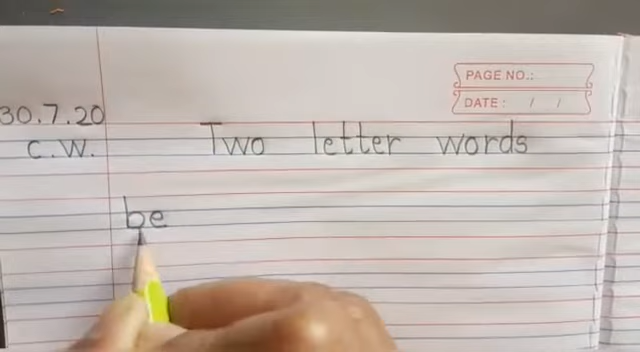 PAGE NO.:
DATE : / /
30.7.20
C.W.
Two letter words
be